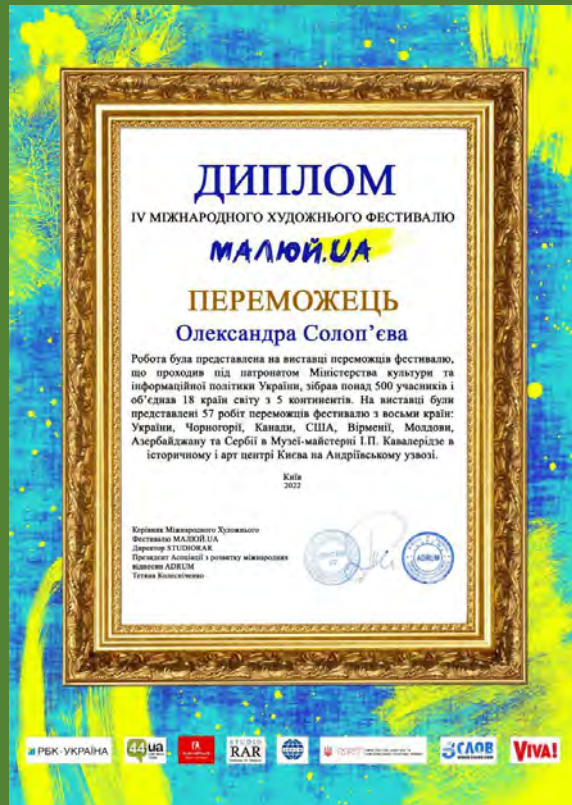 ДИПЛОМ
IV МІЖНАРОДНОГО ХУДОЖНЬОГО ФЕСТИВАЛЮ
МАЛЮЙ.UA
ПЕРЕМОЖЕЦЬ
Олександра Солоп’єва
Робота була представлена на виставці переможців фестивалю,
що проходив під патронатом Міністерства культури та
інформаційної політики України, зібрав понад 500 учасників і
об’єднав 18 країн світу з 5 континентів. На виставці були
представлені 57 робіт переможців фестивалю з восьми країн:
України, Чорногорії, Канади, США, Вірменії, Молдови,
Азербайджану та Сербії в Музеї-майстерні І.П. Кавалерідзе в
історичному і арт центрі Києва на Андріївському узвозі.
Київ
2022
Керівник Міжнародного Художнього
Фестивалю МАЛЮЙ.UA
Директор STUDIORAR
Президент Асоціації з розвитку міжнародних
відносин ADRUM
Тетяна Колесніченко
ADRUM
РБК-УКРАЇНА
44.ua
STUDIO
RAR
СЛОВ
VIVA!